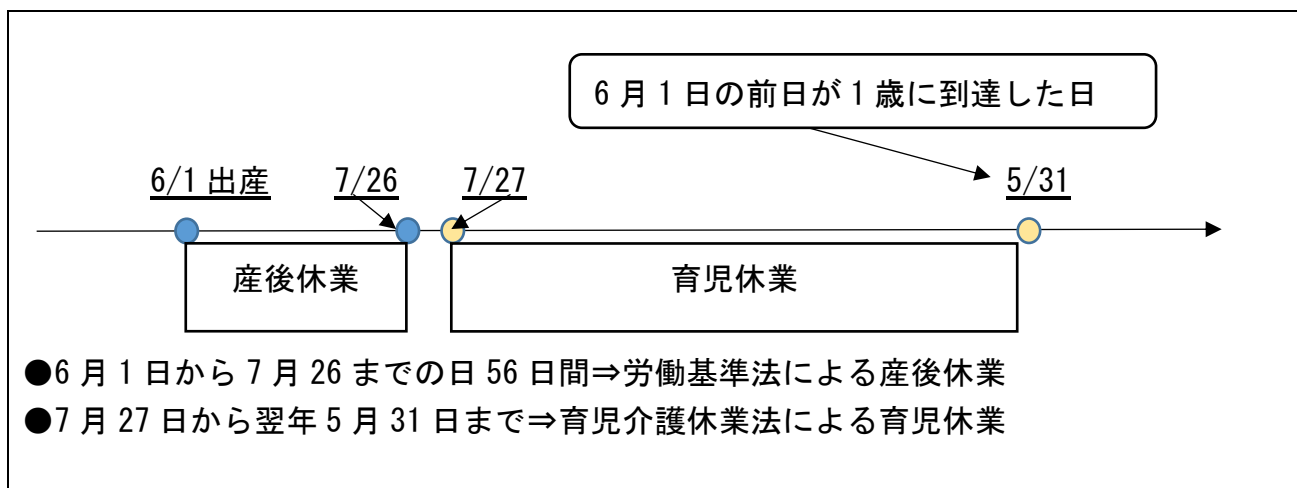 6月1日の前日が1歳に到達した日
6/1出産 7/26 7/27 5/31
産後休業 育児休業
●6月1日から7月26までの日56日間⇒労働基準法による産後休業
●7月27日から翌年5月31日まで⇒育児介護休業法による育児休業